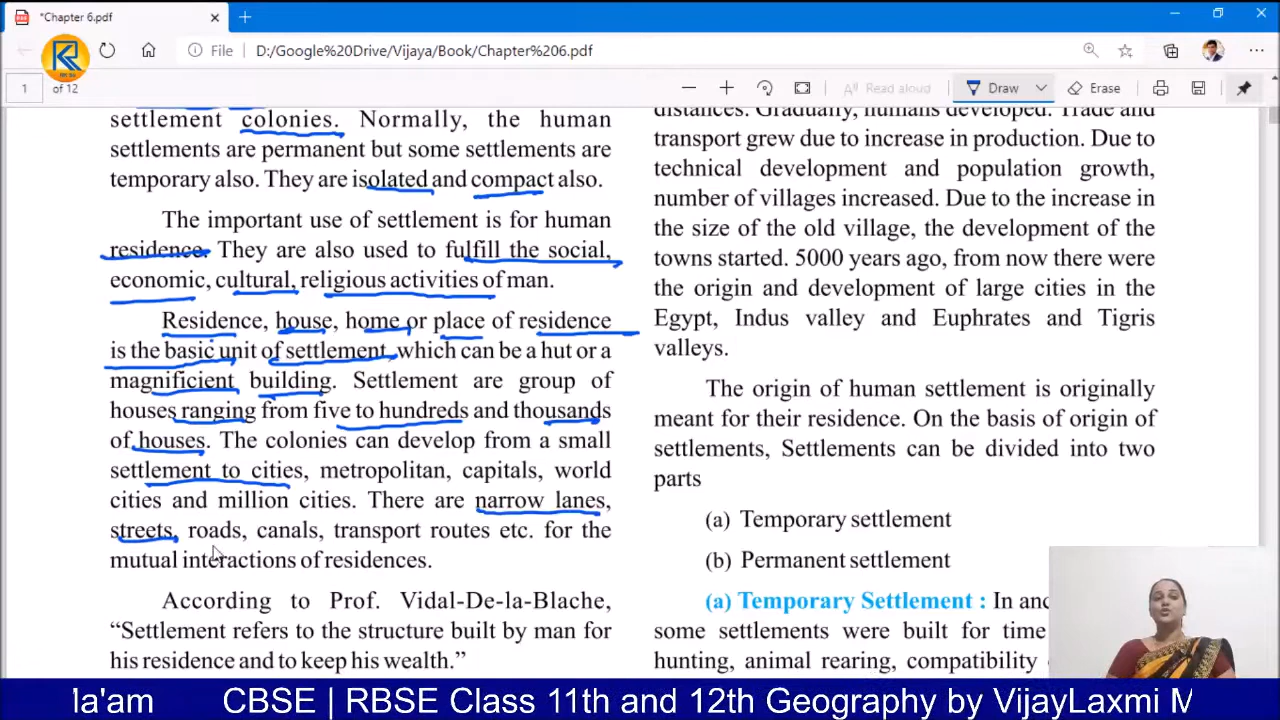 *Chapter 6.pdf
File
D:/Google%20Drive/Vijaya/Book/Chapter%206.pdf
1 of 12
Read aloud
Draw
Erase
settlement colonies. Normally, the human
settlements are permanent but some settlements are
temporary also. They are isolated and compact also.
The important use of settlement is for human
residence. They are also used to fulfill the social,
economic, cultural, religious activities of man.
Residence, house, home or place of residence
is the basic unit of settlement, which can be a hut or a
magnificient building. Settlement are group of
houses ranging from five to hundreds and thousands
of houses. The colonies can develop from a small
settlement to cities, metropolitan, capitals, world
cities and million cities. There are narrow lanes,
streets, roads, canals, transport routes etc. for the
mutual interactions of residences.
According to Prof. Vidal-De-la-Blache,
“Settlement refers to the structure built by man for
his residence and to keep his wealth.”
distances. Gradually, humans developed. Trade and
transport grew due to increase in production. Due to
technical development and population growth,
number of villages increased. Due to the increase in
the size of the old village, the development of the
towns started. 5000 years ago, from now there were
the origin and development of large cities in the
Egypt, Indus valley and Euphrates and Tigris
valleys.
The origin of human settlement is originally
meant for their residence. On the basis of origin of
settlements, Settlements can be divided into two
parts
(a) Temporary settlement
(b) Permanent settlement
(a) Temporary Settlement : In anc
some settlements were built for time
hunting, animal rearing, compatibility
la'am CBSE | RBSE Class 11th and 12th Geography by VijayLaxmi M